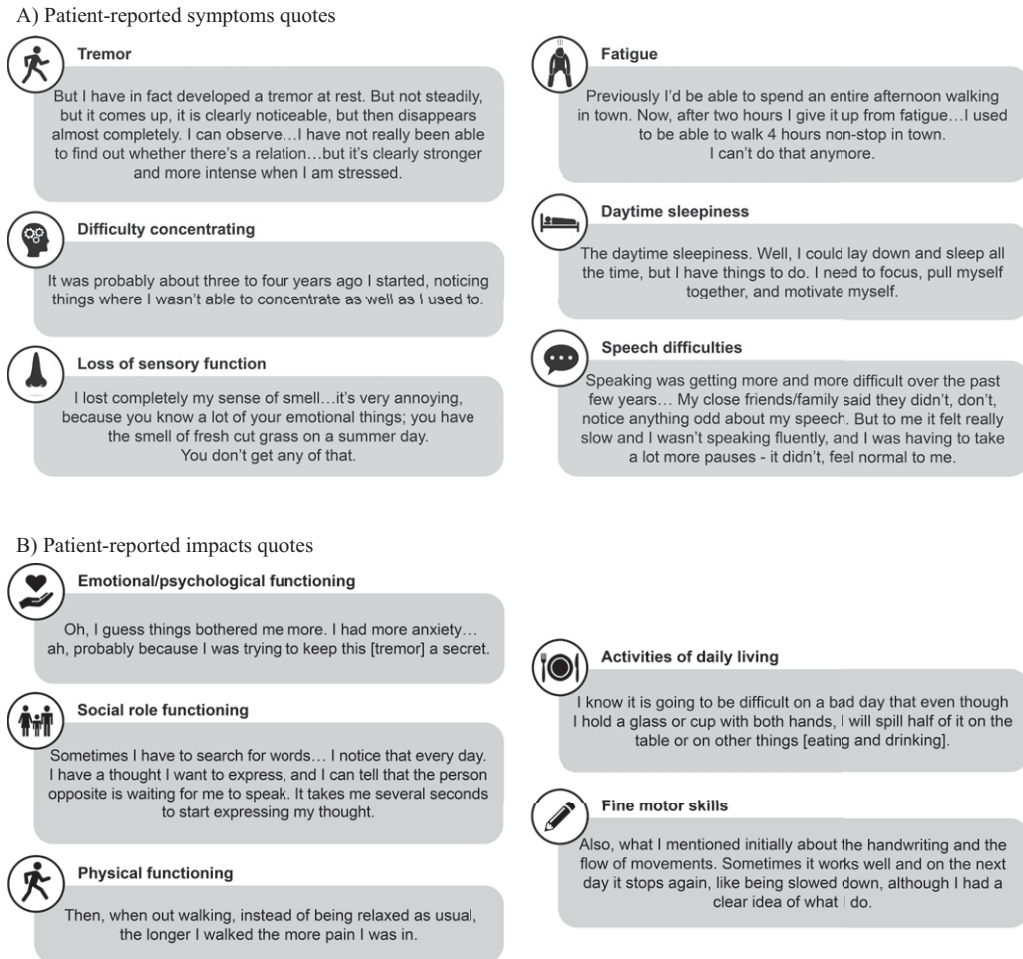 A) Patient-reported symptoms quotes
Tremor
But I have in fact developed a tremor at rest. But not steadily,
but it comes up, it is clearly noticeable, but then disappears
almost completely. I can observe…I have not really been able
to find out whether there's a relation…but it's clearly stronger
and more intense when I am stressed.
Difficulty concentrating
It was probably about three to four years ago I started, noticing
things where I wasn't able to concentrate as well as I used to.
Loss of sensory function
I lost completely my sense of smell…it's very annoying,
because you know a lot of your emotional things; you have
the smell of fresh cut grass on a summer day.
You don't get any of that.
Fatigue
Previously I'd be able to spend an entire afternoon walking
in town. Now, after two hours I give it up from fatigue…I used
to be able to walk 4 hours non-stop in town.
I can't do that anymore.
Daytime sleepiness
The daytime sleepiness. Well, I could lay down and sleep all
the time, but I have things to do. I need to focus, pull myself
together, and motivate myself.
Speech difficulties
Speaking was getting more and more difficult over the past
few years… My close friends/family said they didn't, don't,
notice anything odd about my speech. But to me it felt really
slow and I wasn't speaking fluently, and I was having to take
a lot more pauses - it didn't, feel normal to me.
B) Patient-reported impacts quotes
Emotional/psychological functioning
Oh, I guess things bothered me more. I had more anxiety…
ah, probably because I was trying to keep this [tremor] a secret.
Social role functioning
Sometimes I have to search for words… I notice that every day.
I have a thought I want to express, and I can tell that the person
opposite is waiting for me to speak. It takes me several seconds
to start expressing my thought.
Physical functioning
Then, when out walking, instead of being relaxed as usual,
the longer I walked the more pain I was in.
Activities of daily living
I know it is going to be difficult on a bad day that even though
I hold a glass or cup with both hands, I will spill half of it on the
table or on other things [eating and drinking].
Fine motor skills
Also, what I mentioned initially about the handwriting and the
flow of movements. Sometimes it works well and on the next
day it stops again, like being slowed down, although I had a
clear idea of what I do.